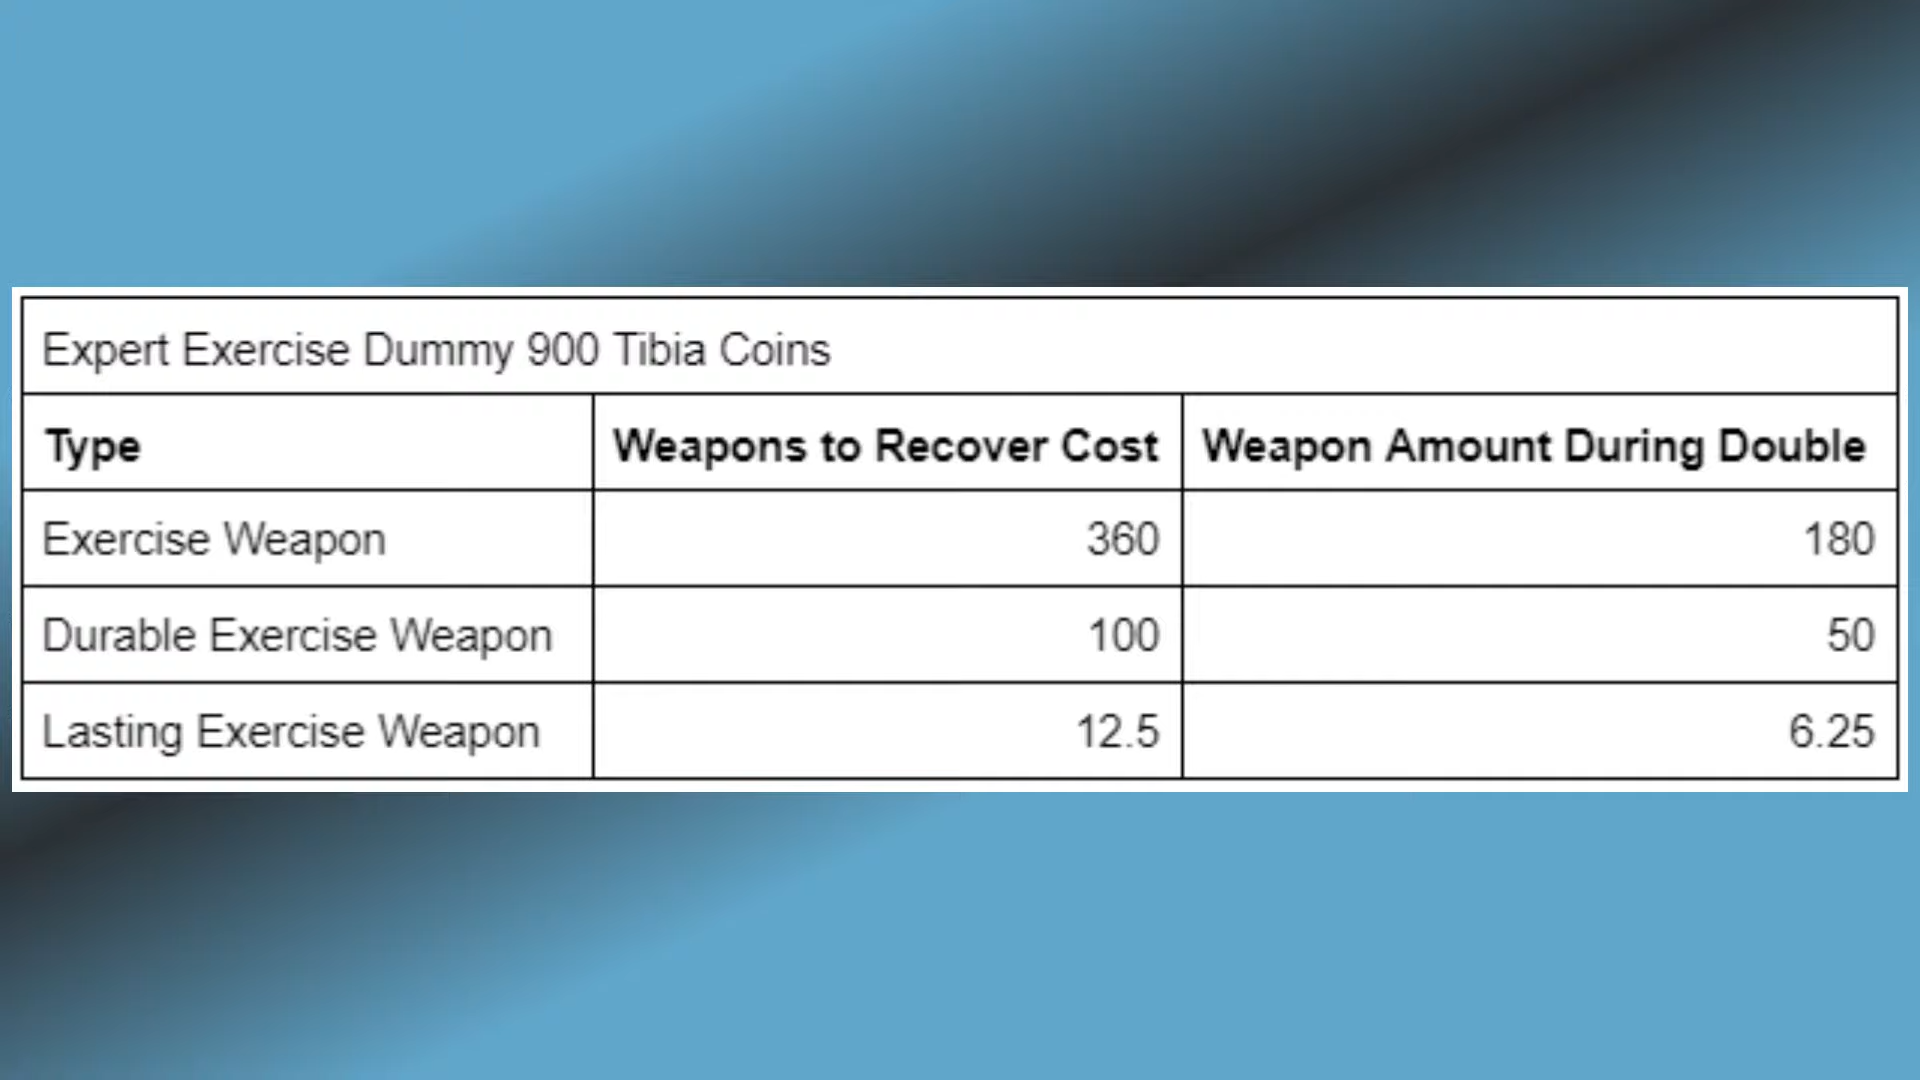 Expert Exercise Dummy 900 Tibia Coins
Type Weapons to Recover Cost Weapon Amount During Double
Exercise Weapon 360 180
Durable Exercise Weapon 100 50
Lasting Exercise Weapon 12.5 6.25